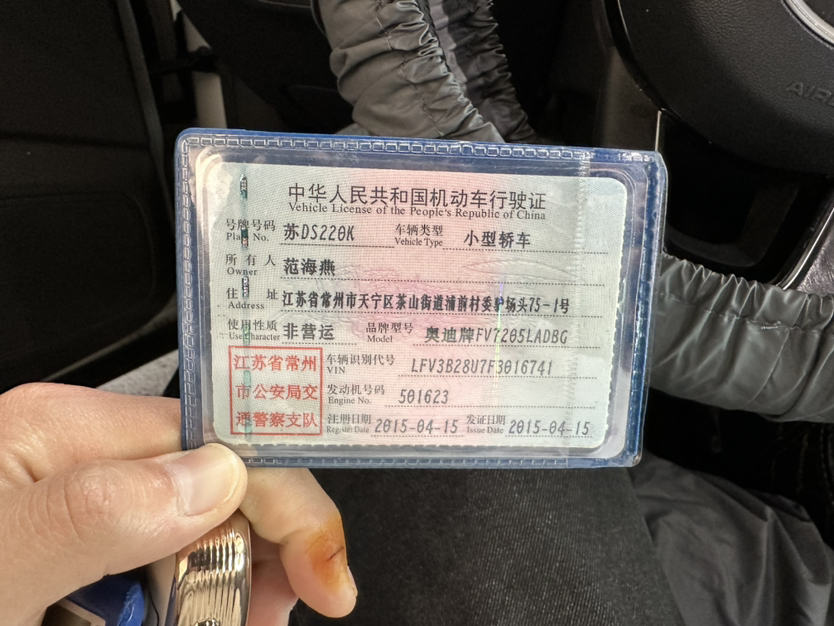 中华人民共和国机动车行驶证
Vehicle License of the People's Republic of China
号牌号码 苏DS220K 车辆类型 小型轿车
Plate No. Vehicle Type
所有人 范海燕
Owner
住址 江苏省常州市天宁区茶山街道浦前村委驴场头75-1号
Address
使用性质 非营运 品牌型号 奥迪牌FV7205LADBG
Use Character Model
江苏省常州 车辆识别代号 LFV3B28U7F3016741
VIN
市公安局交 发动机号码 501623
Engine No.
通警察支队 注册日期 2015-04-15 发证日期 2015-04-15
Register Date Issue Date
AIR